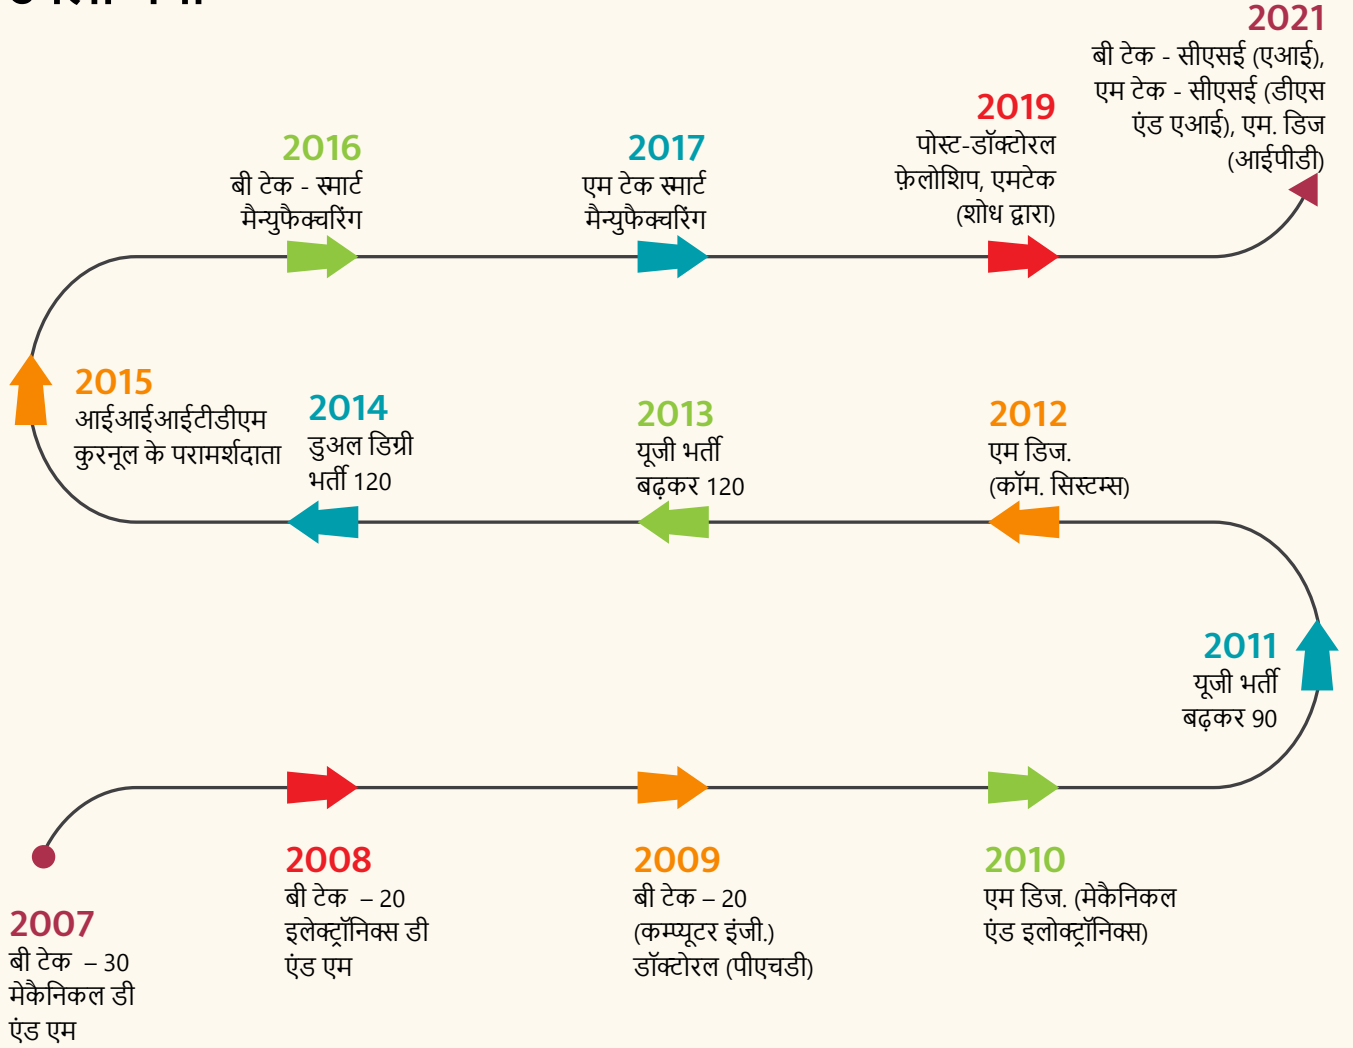 2021
बी टेक - सीएसई (एआई),
एम टेक - सीएसई (डीएस
एंड एआई), एम. डिज
(आईपीडी)
2019
पोस्ट-डॉक्टोरल
फ़ेलोशिप, एमटेक
(शोध द्वारा)
2017
एम टेक स्मार्ट
मैन्युफैक्चरिंग
2016
बी टेक - स्मार्ट
मैन्युफैक्चरिंग
2015
आईआईआईटीडीएम
कुरनूल के परामर्शदाता
2014
डुअल डिग्री
भर्ती 120
2013
यूजी भर्ती
बढ़कर 120
2012
एम डिज.
(कॉम. सिस्टम्स)
2011
यूजी भर्ती
बढ़कर 90
2007
बी टेक – 30
मेकैनिकल डी
एंड एम
2008
बी टेक – 20
इलेक्ट्रॉनिक्स डी
एंड एम
2009
बी टेक – 20
(कम्प्यूटर इंजी.)
डॉक्टोरल (पीएचडी)
2010
एम डिज. (मेकैनिकल
एंड इलोक्ट्रॉनिक्स)